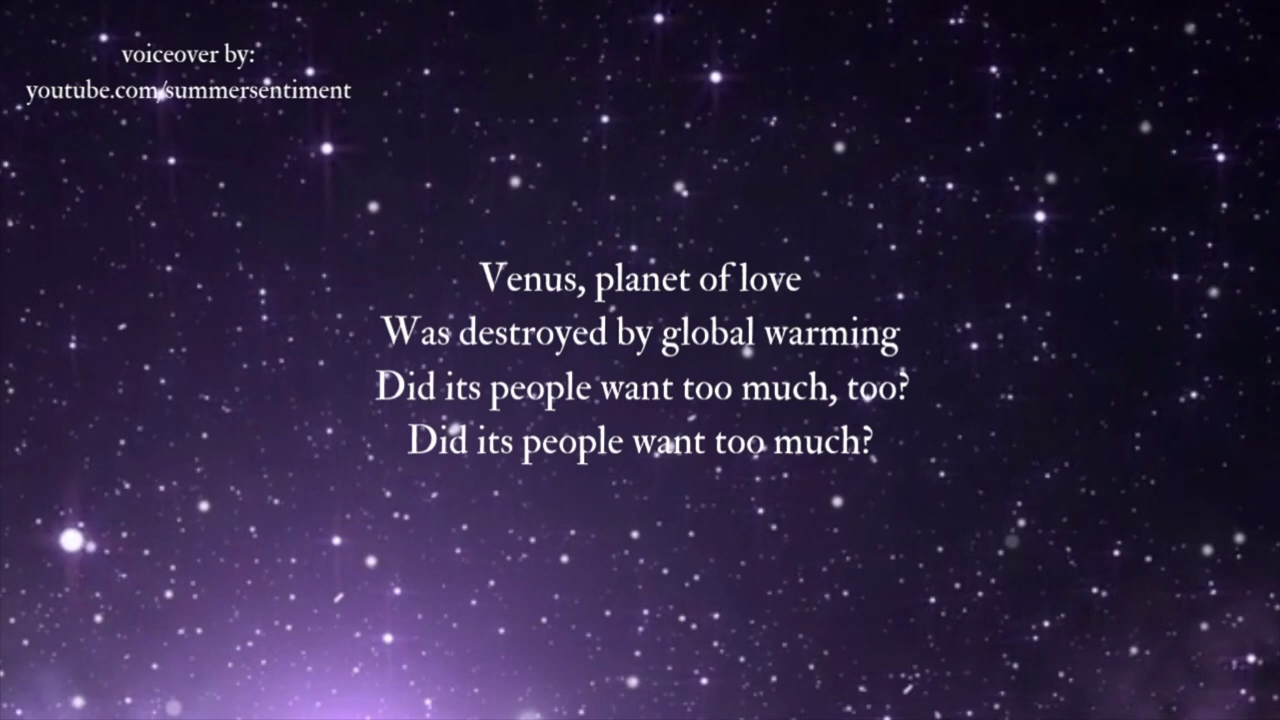 voiceover by:
youtube.com/summersentiment
Venus, planet of love
Was destroyed by global warming
Did its people want too much, too?
Did its people want too much?